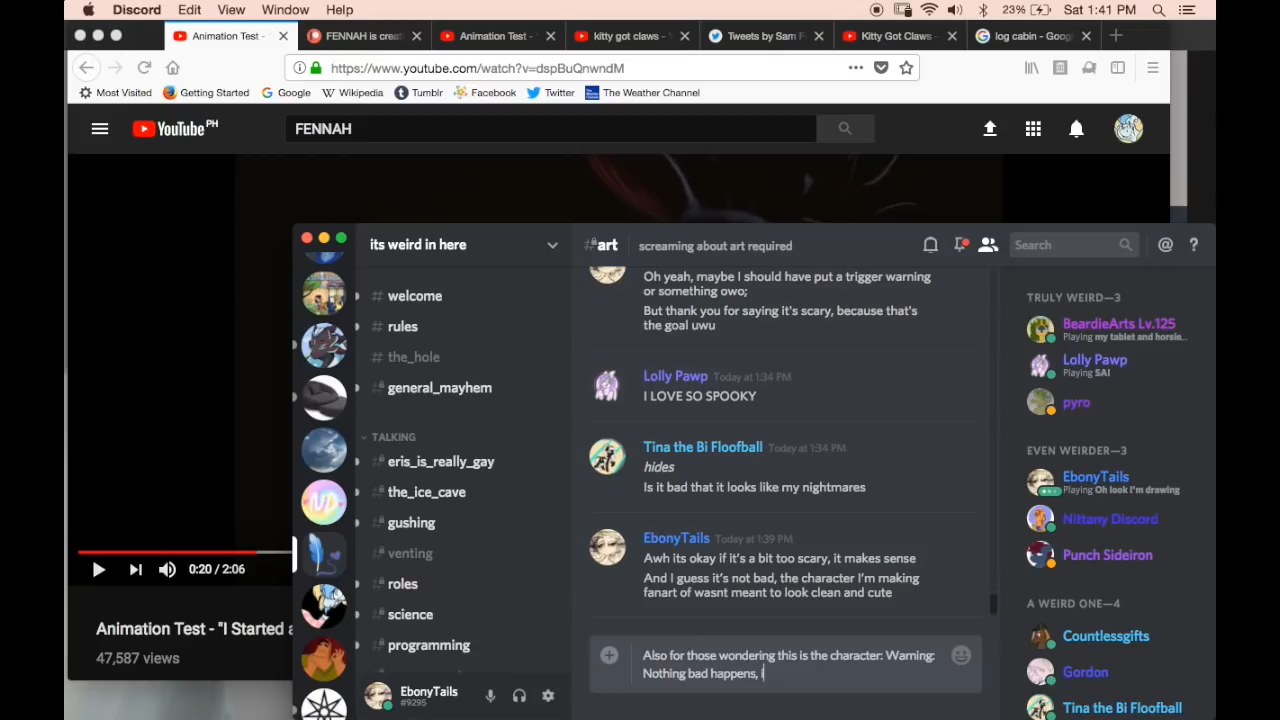 Discord Edit View Window Help 23% Sat 1:41 PM
Animation Test - FENNAH is creat Animation Test - kitty got claws - Tweets by Sam F Kitty Got Claws - log cabin - Goog
https://www.youtube.com/watch?v=dspBuQnwndM
Most Visited Getting Started Google Wikipedia Tumblr Facebook Twitter The Weather Channel
YouTube PH FENNAH
its weird in here
# welcome
# rules
# the_hole
# general_mayhem
TALKING
# eris_is_really_gay
# the_ice_cave
# gushing
# venting
# roles
# science
# programming
EbonyTails
#9295
0:20 / 2:06
Animation Test - "I Started a
47,587 views
#art screaming about art required Search @ ?
Oh yeah, maybe I should have put a trigger warning
or something owo;
But thank you for saying it's scary, because that's
the goal uwu
Lolly Pawp Today at 1:34 PM
I LOVE SO SPOOKY
Tina the Bi Floofball Today at 1:34 PM
hides
Is it bad that it looks like my nightmares
EbonyTails Today at 1:39 PM
Awh its okay if it's a bit too scary, it makes sense
And I guess it's not bad, the character I'm making
fanart of wasnt meant to look clean and cute
Also for those wondering this is the character: Warning:
Nothing bad happens, i
TRULY WEIRD—3
BeardieArts Lv.125
Playing my tablet and horsie...
Lolly Pawp
Playing SAI
pyro
EVEN WEIRDER—3
EbonyTails
Playing Oh look I'm drawing
Nittany Discord
Punch Sideiron
A WEIRD ONE—4
Countlessgifts
Gordon
Tina the Bi Floofball